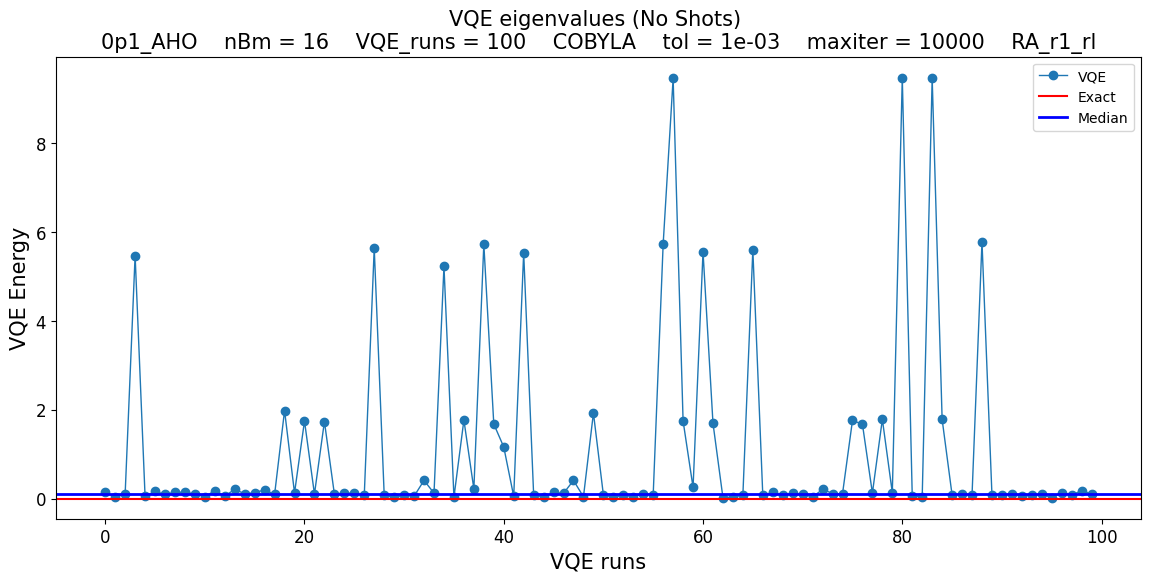 VQE eigenvalues (No Shots)
0p1_AHO nBm = 16 VQE_runs = 100 COBYLA tol = 1e-03 maxiter = 10000 RA_r1_rl
VQE
Exact
Median
VQE Energy
8
6
4
2
0
0 20 40 60 80 100
VQE runs